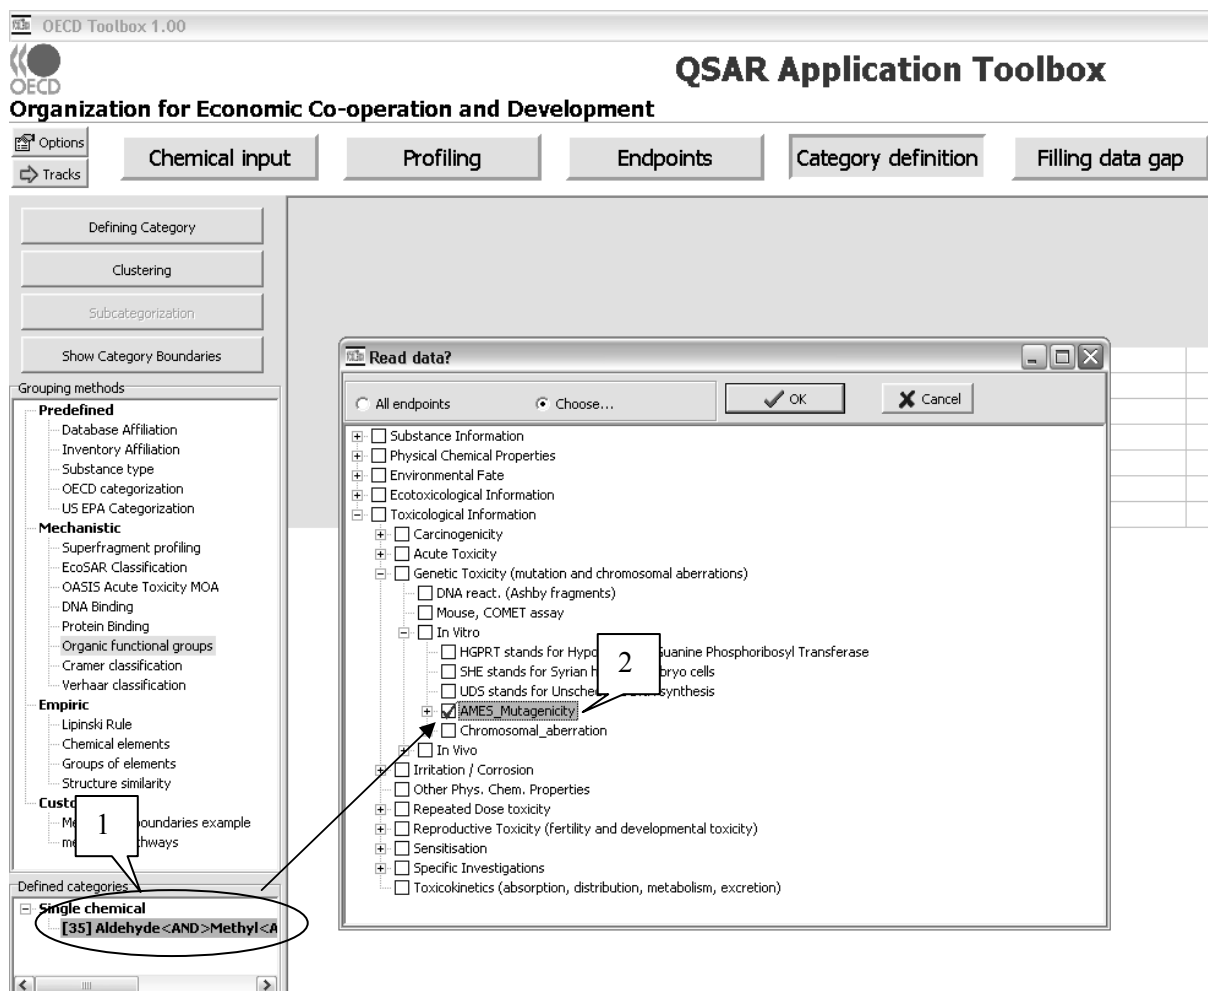 OECD Toolbox 1.00
OECD
QSAR Application Toolbox
Organization for Economic Co-operation and Development
Options
Tracks
Chemical input
Profiling
Endpoints
Category definition
Filling data gap
Defining Category
Clustering
Subcategorization
Show Category Boundaries
Grouping methods
Predefined
Database Affiliation
Inventory Affiliation
Substance type
OECD categorization
US EPA Categorization
Mechanistic
Superfragment profiling
EcoSAR Classification
OASIS Acute Toxicity MOA
DNA Binding
Protein Binding
Organic functional groups
Cramer classification
Verhaar classification
Empiric
Lipinski Rule
Chemical elements
Groups of elements
Structure similarity
1
boundaries example
Defined categories
Single chemical
[35] Aldehyde<AND>Methyl<A
Read data?
All endpoints
Choose...
OK
Cancel
Substance Information
Physical Chemical Properties
Environmental Fate
Ecotoxicological Information
Toxicological Information
Carcinogenicity
Acute Toxicity
Genetic Toxicity (mutation and chromosomal aberrations)
DNA react. (Ashby fragments)
Mouse, COMET assay
In Vitro
HGPRT stands for Guanine Phosphoribosyl Transferase
SHE stands for Syrian cells
UDS stands for
2
AMES_Mutagenicity
Chromosomal_aberration
In Vivo
Irritation / Corrosion
Other Phys. Chem. Properties
Repeated Dose toxicity
Reproductive Toxicity (fertility and developmental toxicity)
Sensitisation
Specific Investigations
Toxicokinetics (absorption, distribution, metabolism, excretion)